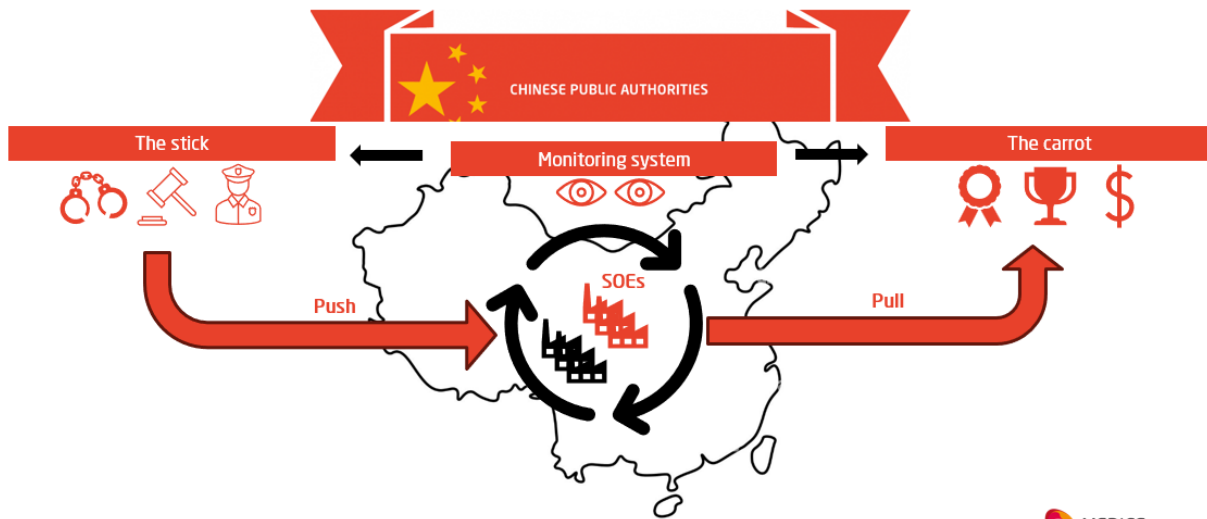 CHINESE PUBLIC AUTHORITIES
The stick
Monitoring system
The carrot
SOEs
Push
Pull